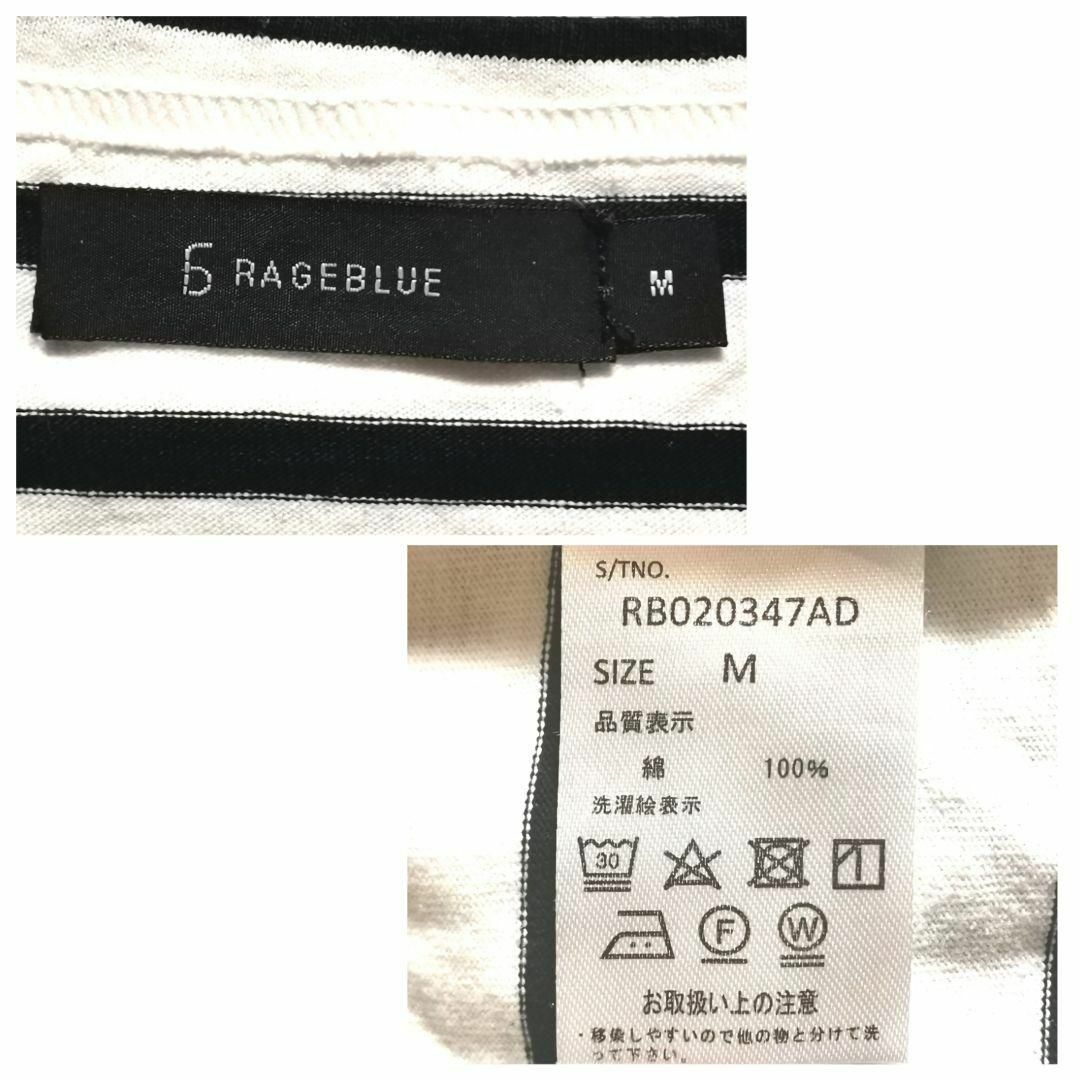 RAGEBLUE
M
S/TNO.
RB020347AD
SIZE M
品質表示
綿 100%
洗濯絵表示
30
F W
お取扱い上の注意
・移染しやすいので他の物と分けて洗
って下さい。